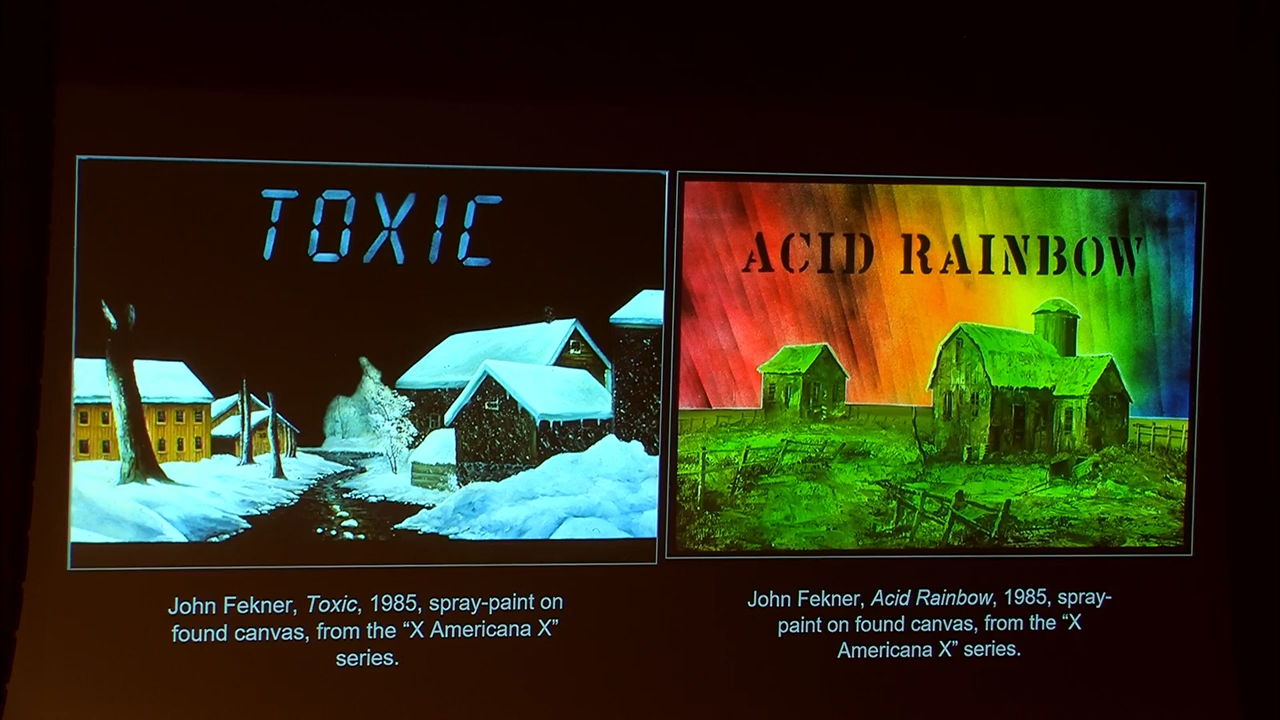 TOXIC
ACID RAINBOW
John Fekner, Toxic, 1985, spray-paint on
found canvas, from the “X Americana X”
series.
John Fekner, Acid Rainbow, 1985, spray-
paint on found canvas, from the “X
Americana X” series.